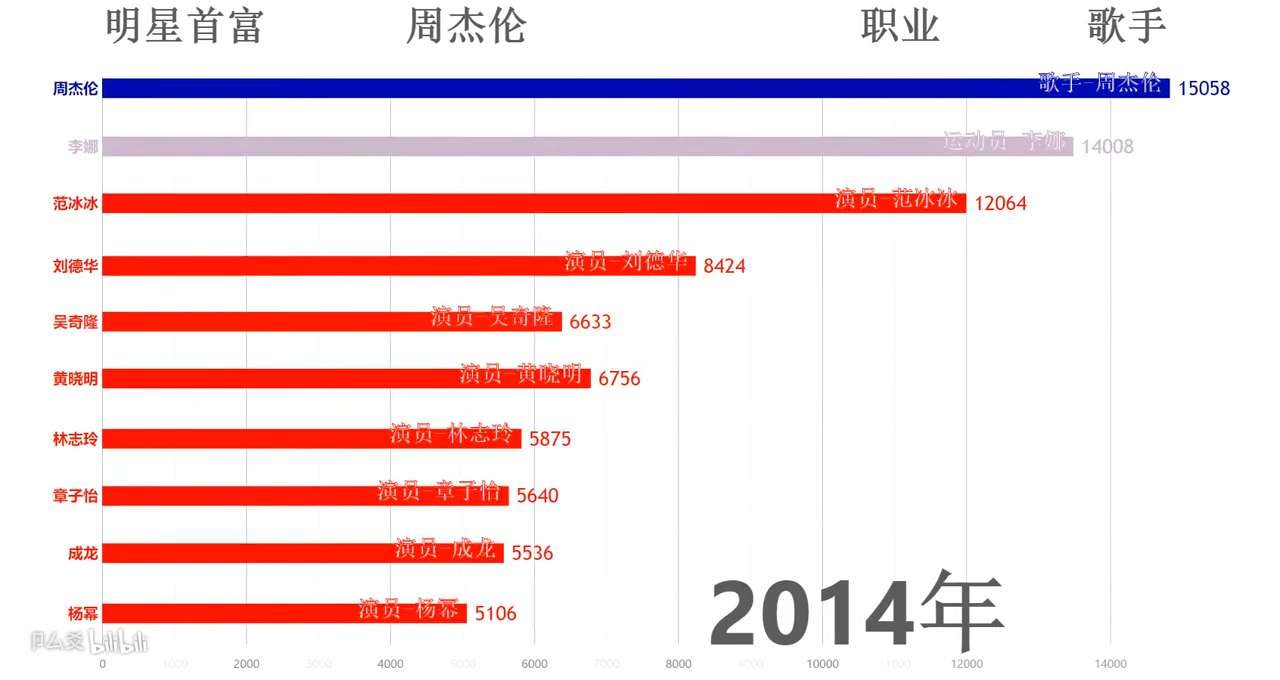 明星首富 周杰伦 职业 歌手
周杰伦 歌手-周杰伦 15058
李娜 运动员-李娜 14008
范冰冰 演员-范冰冰 12064
刘德华 演员-刘德华 8424
吴奇隆 演员-吴奇隆 6633
黄晓明 演员-黄晓明 6756
林志玲 演员-林志玲 5875
章子怡 演员-章子怡 5640
成龙 演员-成龙 5536
杨幂 演员-杨幂 5106
2014年
bilibili
0 1000 2000 3000 4000 5000 6000 7000 8000 9000 10000 11000 12000 14000